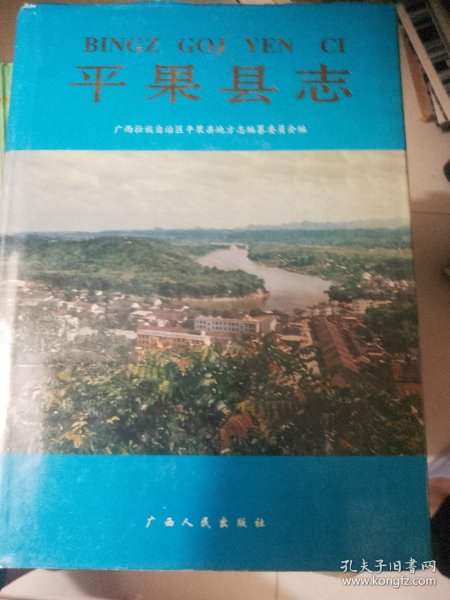 BINGZ GOJ YEN CI
平果县志
广西壮族自治区平果县地方志编纂委员会编
广西人民出版社
孔夫子旧书网
www.kongfz.com